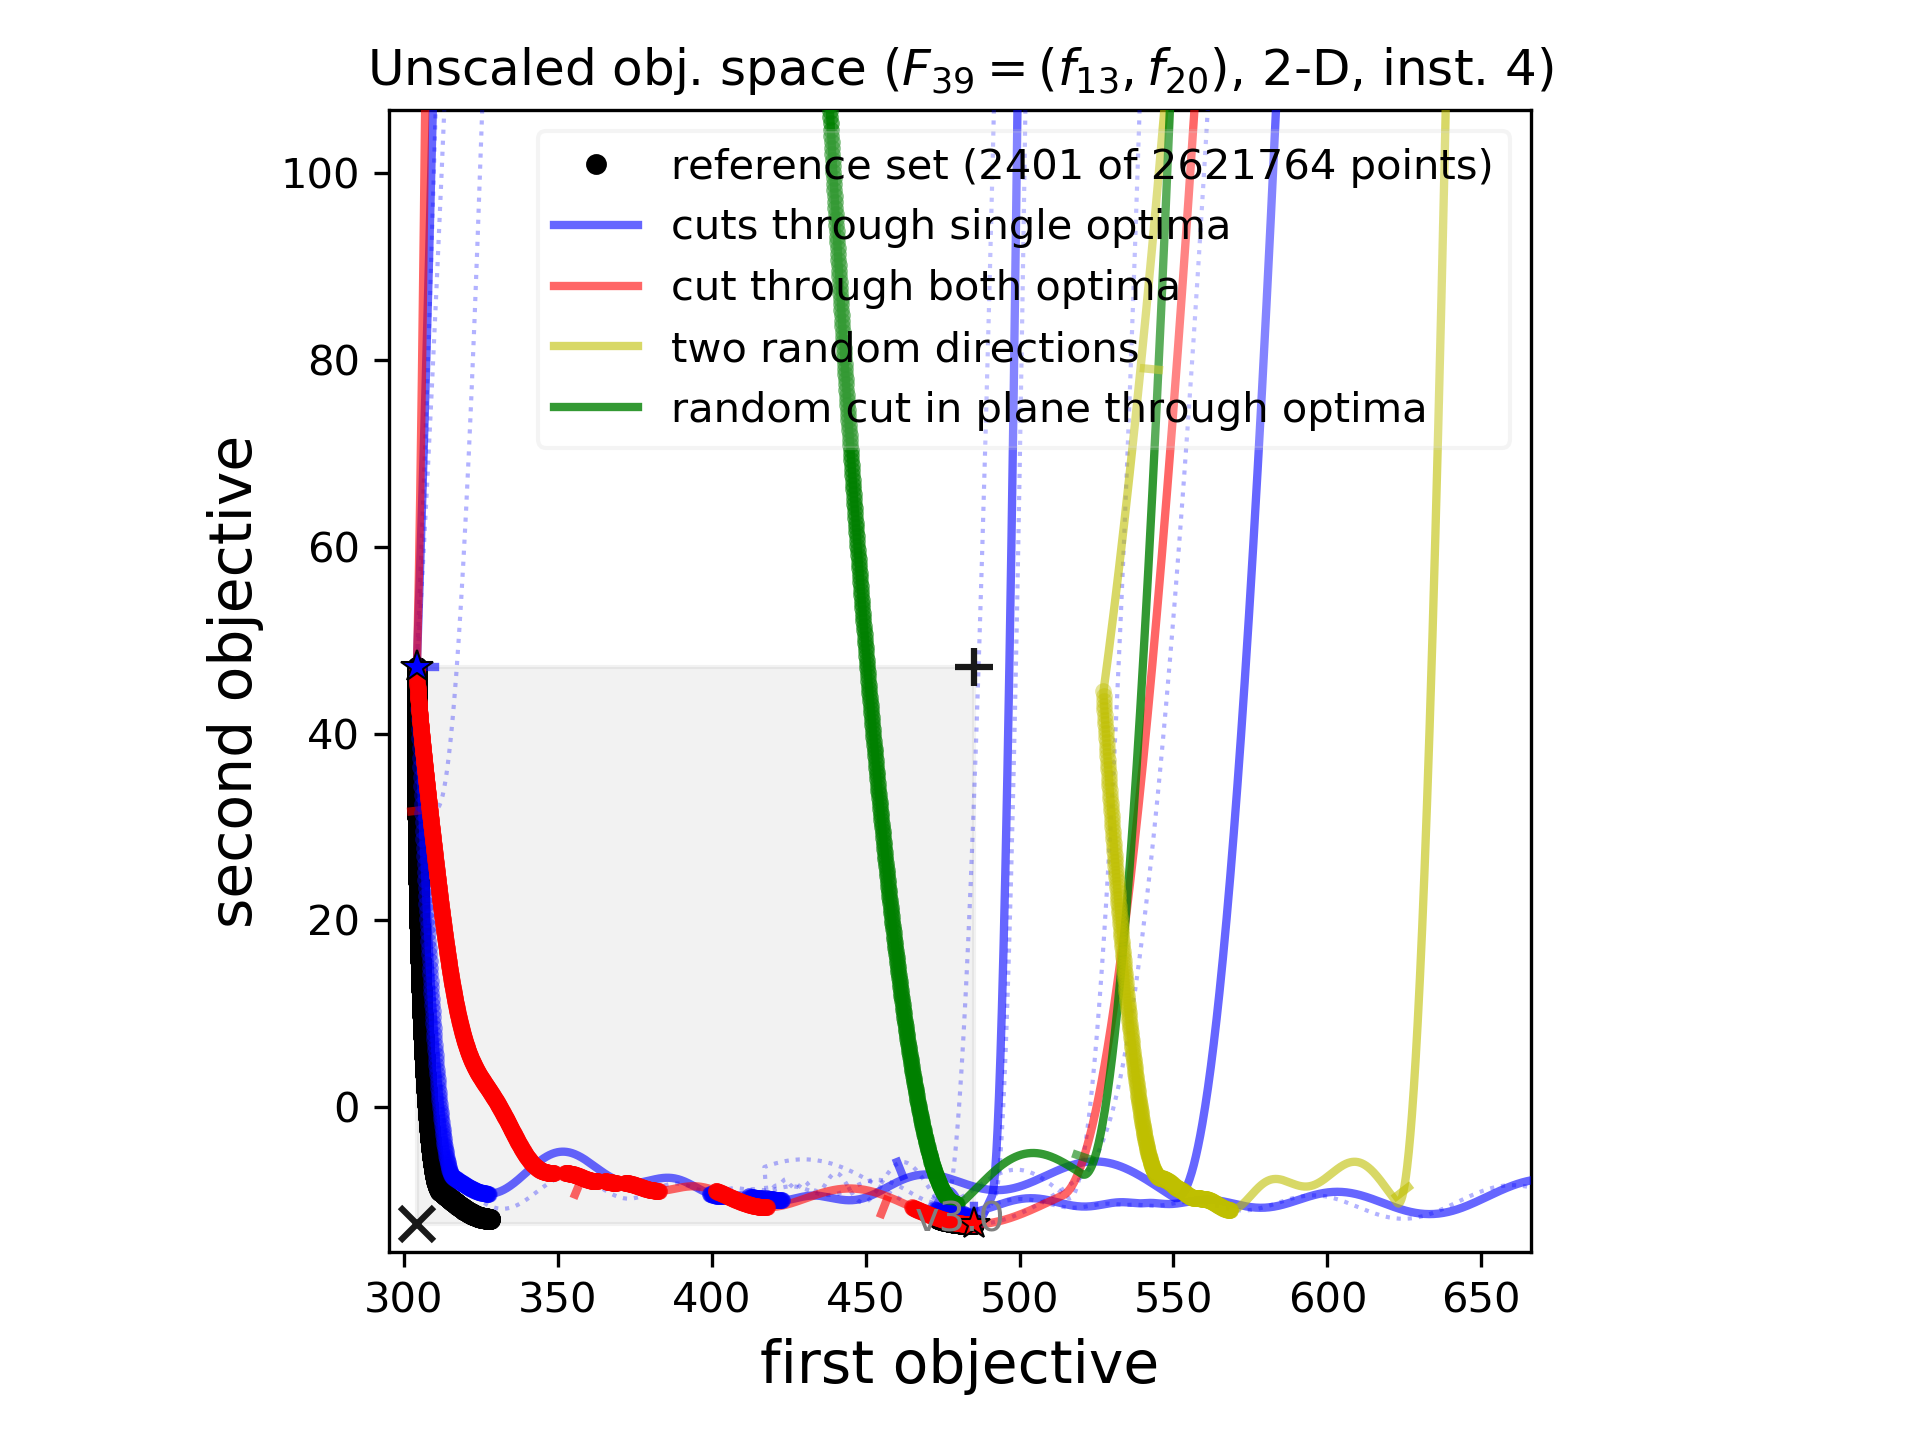 Unscaled obj. space (F39 = (f13, f20), 2-D, inst. 4)
reference set (2401 of 2621764 points)
cuts through single optima
cut through both optima
two random directions
random cut in plane through optima
second objective
100
80
60
40
20
0
v3.0
300 350 400 450 500 550 600 650
first objective